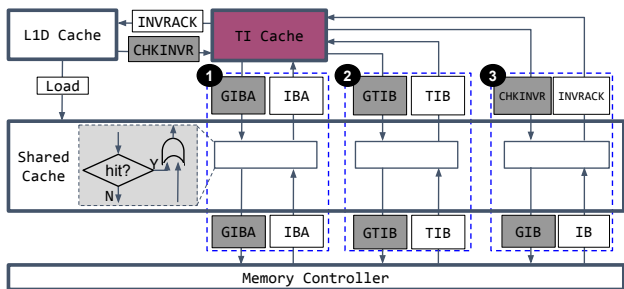 INVRACK
L1D Cache
TI Cache
CHKINVR
Load
1
GIBA
IBA
2
GTIB
TIB
3
CHKINVR
INVRACK
Shared
Cache
hit?
Y
N
GIBA
IBA
GTIB
TIB
GIB
IB
Memory Controller